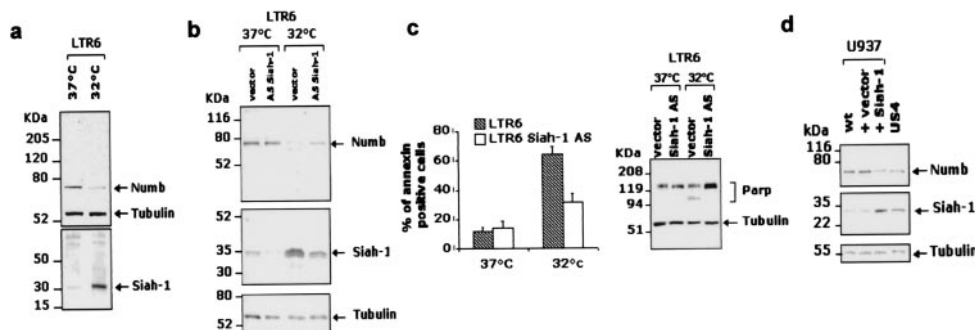 a
LTR6
37°C
32°C
KDa
205
120
80
52
50
30
15
Numb
Tubulin
Siah-1
b
LTR6
37°C 32°C
vector
A.S Siah-1
vector
A.S Siah-1
KDa
116
80
52
35
30
80
52
Numb
Siah-1
Tubulin
c
% of annexin
positive cells
80
60
40
20
0
37°C
32°c
LTR6
LTR6 Siah-1 AS
LTR6
37°C 32°C
vector
Siah-1 AS
vector
Siah-1 AS
KDa
208
119
94
51
Parp
Tubulin
d
U937
wt
+ vector
+ Siah-1
US4
KDa
116
80
52
35
22
55
Numb
Siah-1
Tubulin